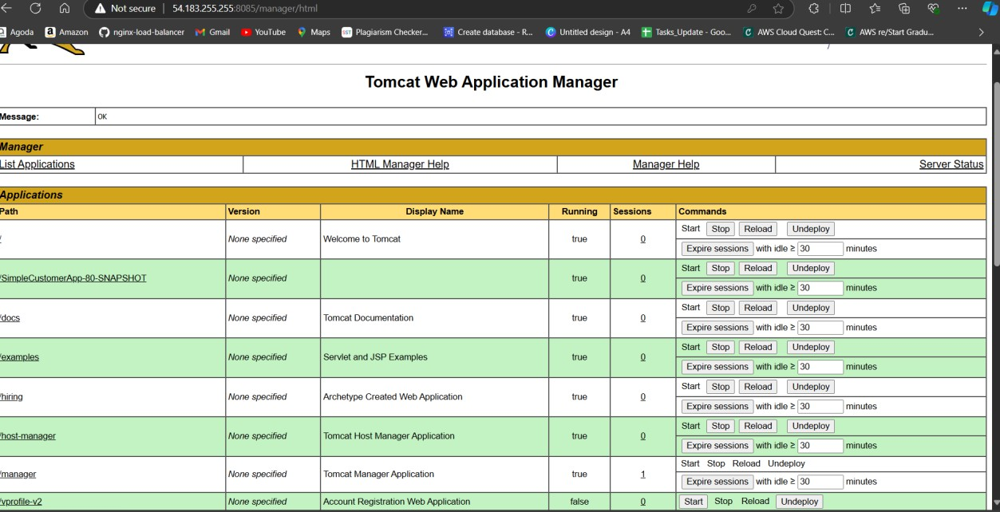 Not secure 54.183.255.255:8085/manager/html
Agoda Amazon nginx-load-balancer Gmail YouTube Maps SST Plagiarism Checker... Create database - R... Untitled design - A4 Tasks_Update - Goo... AWS Cloud Quest: C... AWS re/Start Gradu...
Tomcat Web Application Manager
Message: OK
Manager
List Applications HTML Manager Help Manager Help Server Status
Applications
Path Version Display Name Running Sessions Commands
/ None specified Welcome to Tomcat true 0 Start Stop Reload Undeploy
Expire sessions with idle ≥ 30 minutes
/SimpleCustomerApp-80-SNAPSHOT None specified true 0 Start Stop Reload Undeploy
Expire sessions with idle ≥ 30 minutes
/docs None specified Tomcat Documentation true 0 Start Stop Reload Undeploy
Expire sessions with idle ≥ 30 minutes
/examples None specified Servlet and JSP Examples true 0 Start Stop Reload Undeploy
Expire sessions with idle ≥ 30 minutes
/hiring None specified Archetype Created Web Application true 0 Start Stop Reload Undeploy
Expire sessions with idle ≥ 30 minutes
/host-manager None specified Tomcat Host Manager Application true 0 Start Stop Reload Undeploy
Expire sessions with idle ≥ 30 minutes
/manager None specified Tomcat Manager Application true 1 Start Stop Reload Undeploy
Expire sessions with idle ≥ 30 minutes
/vprofile-v2 None specified Account Registration Web Application false 0 Start Stop Reload Undeploy